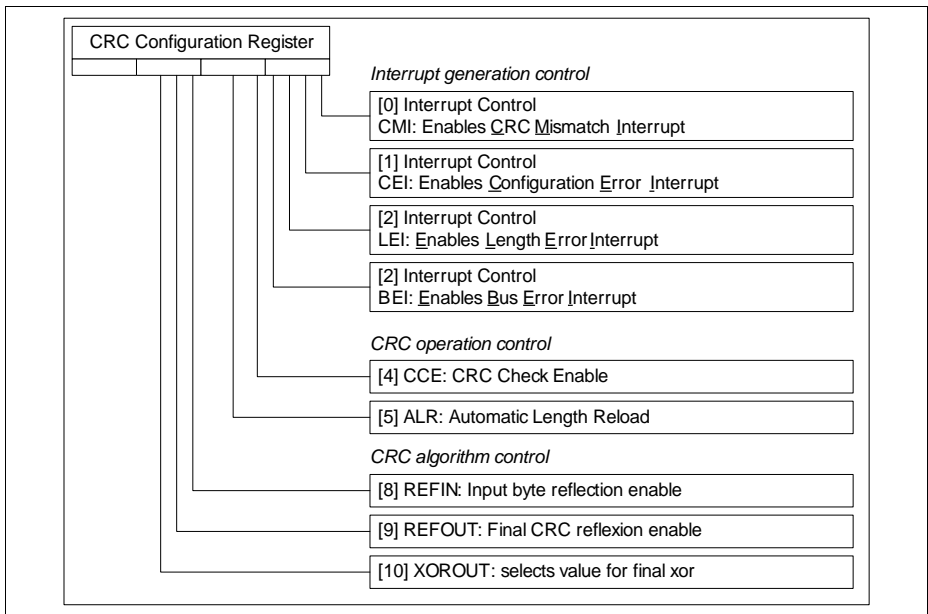 CRC Configuration Register
Interrupt generation control
[0] Interrupt Control
CMI: Enables CRC Mismatch Interrupt
[1] Interrupt Control
CEI: Enables Configuration Error Interrupt
[2] Interrupt Control
LEI: Enables Length Error Interrupt
[2] Interrupt Control
BEI: Enables Bus Error Interrupt
CRC operation control
[4] CCE: CRC Check Enable
[5] ALR: Automatic Length Reload
CRC algorithm control
[8] REFIN: Input byte reflection enable
[9] REFOUT: Final CRC reflexion enable
[10] XOROUT: selects value for final xor